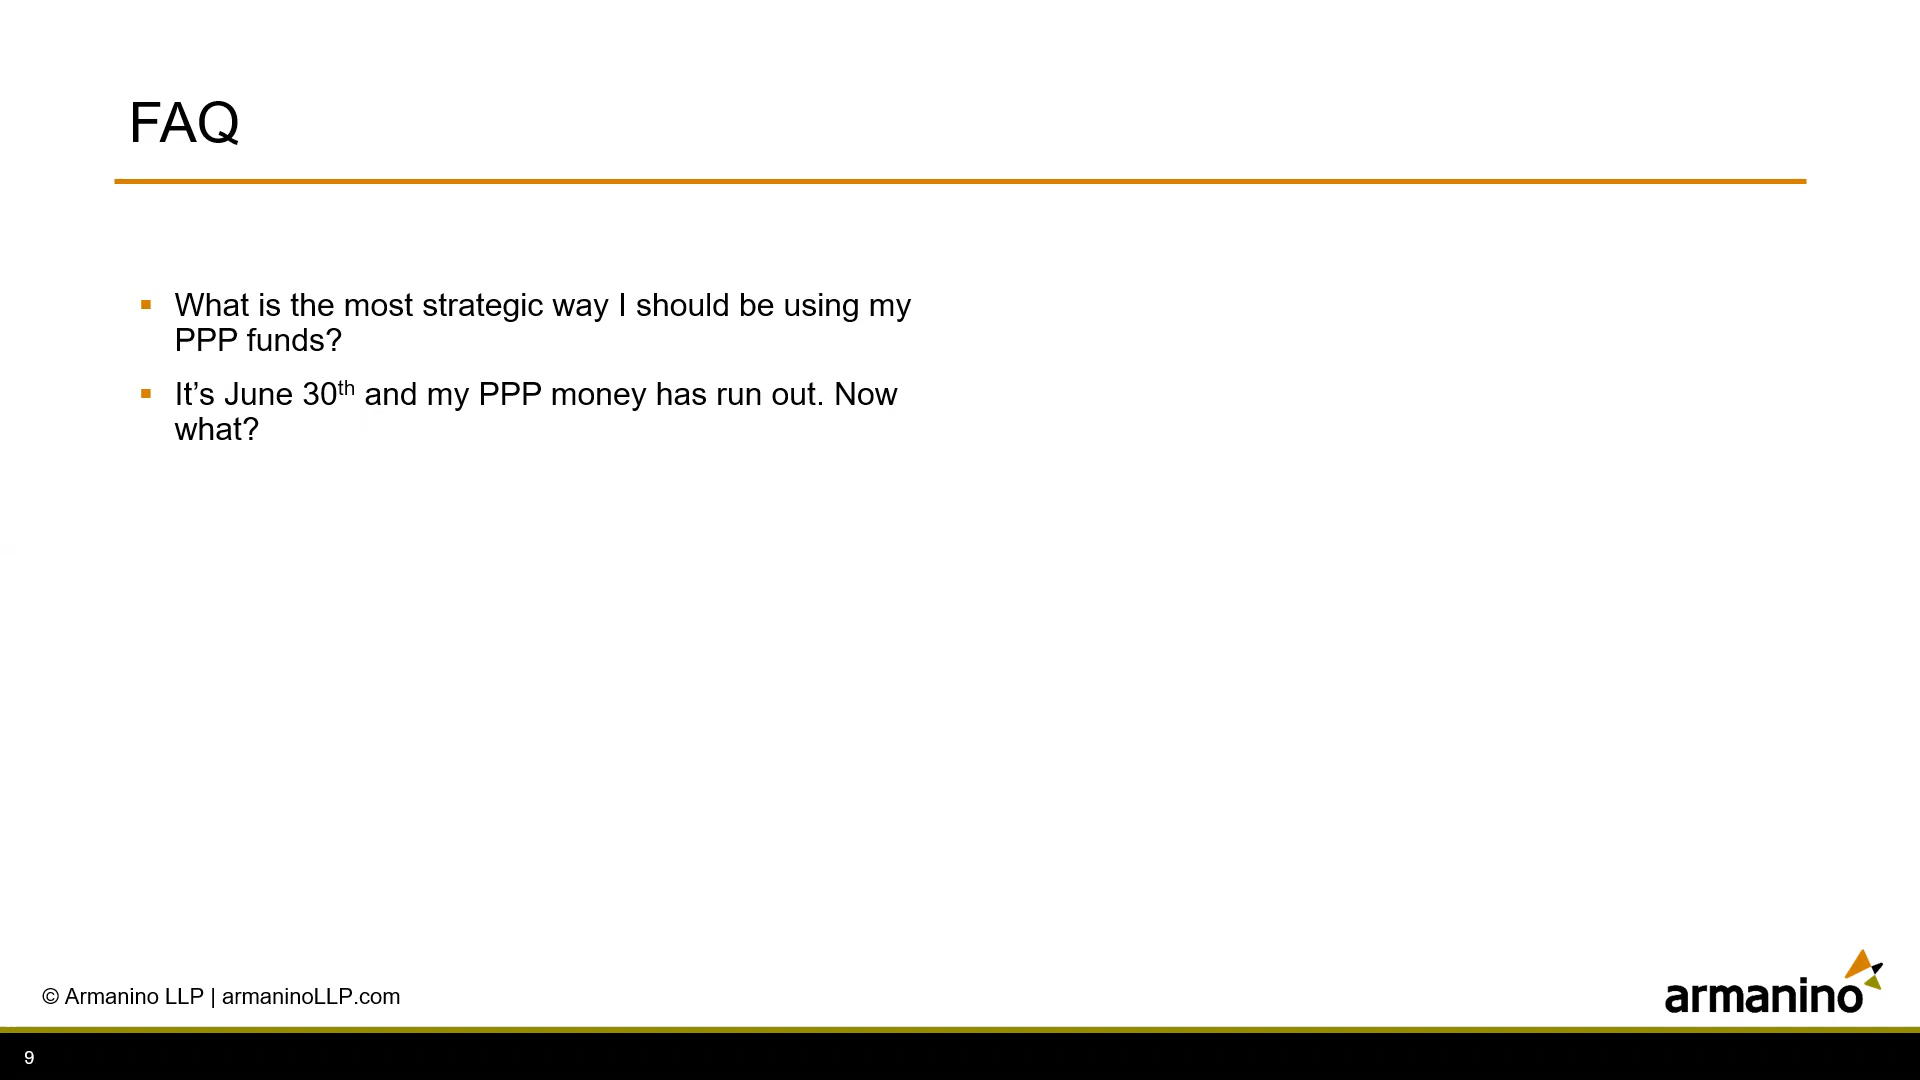 FAQ
▪ What is the most strategic way I should be using my
PPP funds?
▪ It’s June 30th and my PPP money has run out. Now
what?
© Armanino LLP | armaninoLLP.com
armanino
9